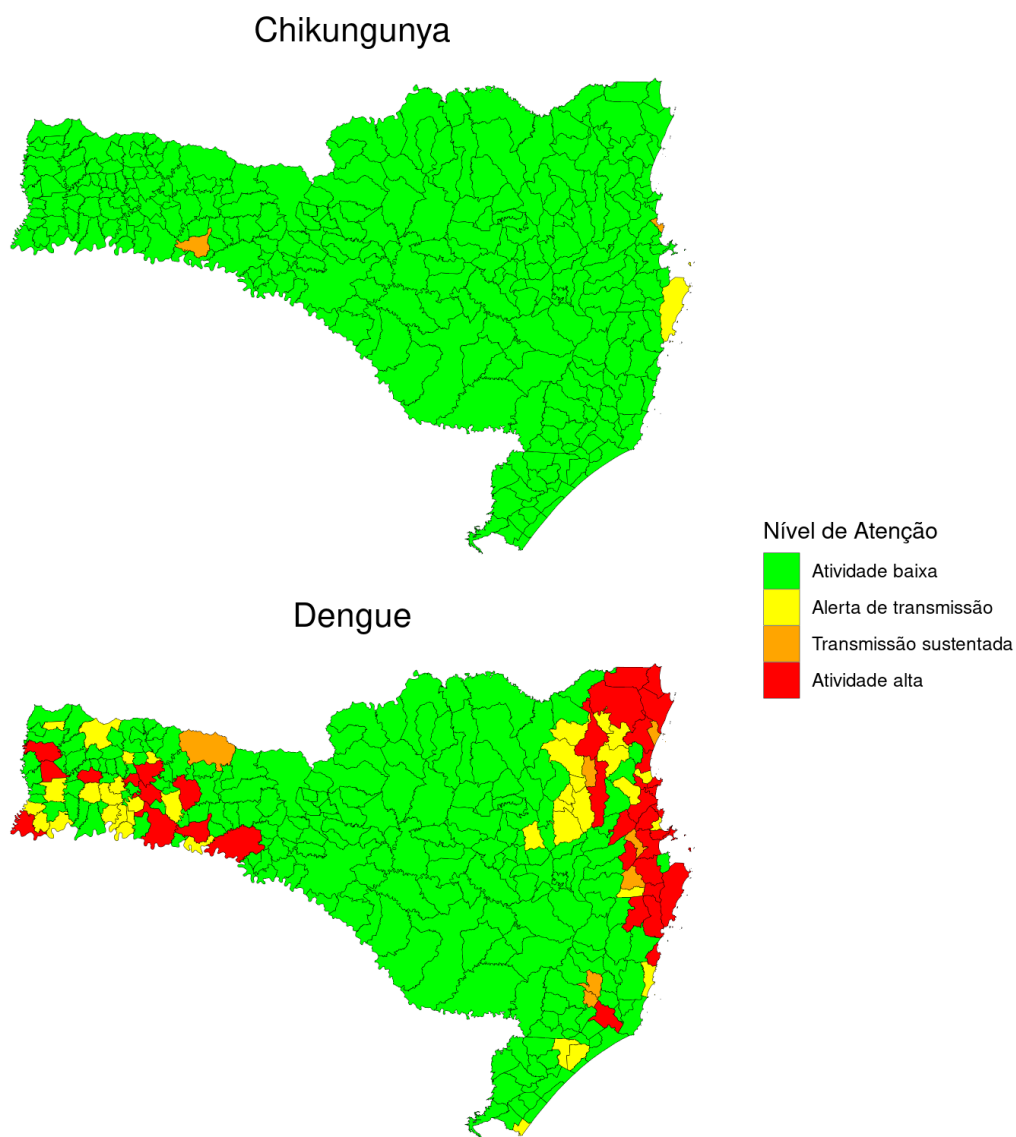 Chikungunya
Nível de Atenção
Atividade baixa
Alerta de transmissão
Transmissão sustentada
Atividade alta
Dengue